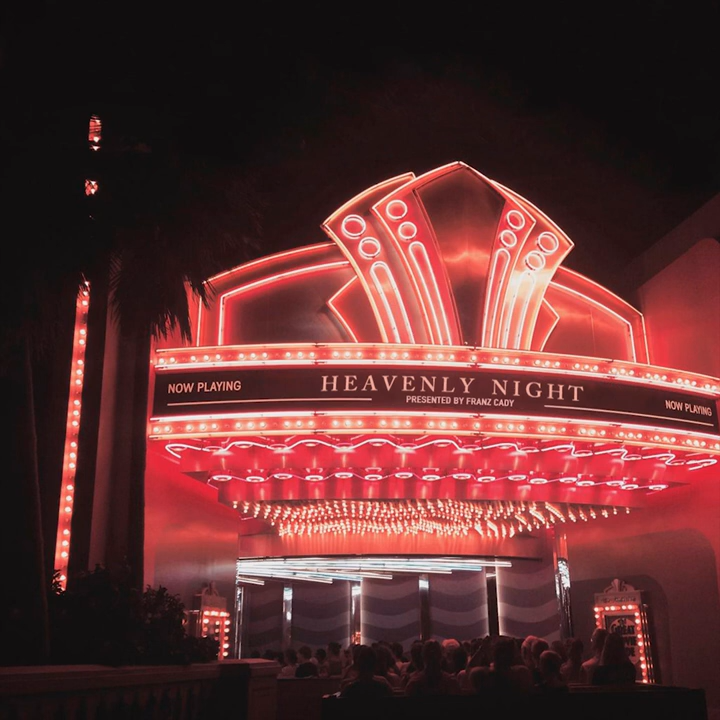 NOW PLAYING
HEAVENLY NIGHT
PRESENTED BY FRANZ CADY
NOW PLAYING